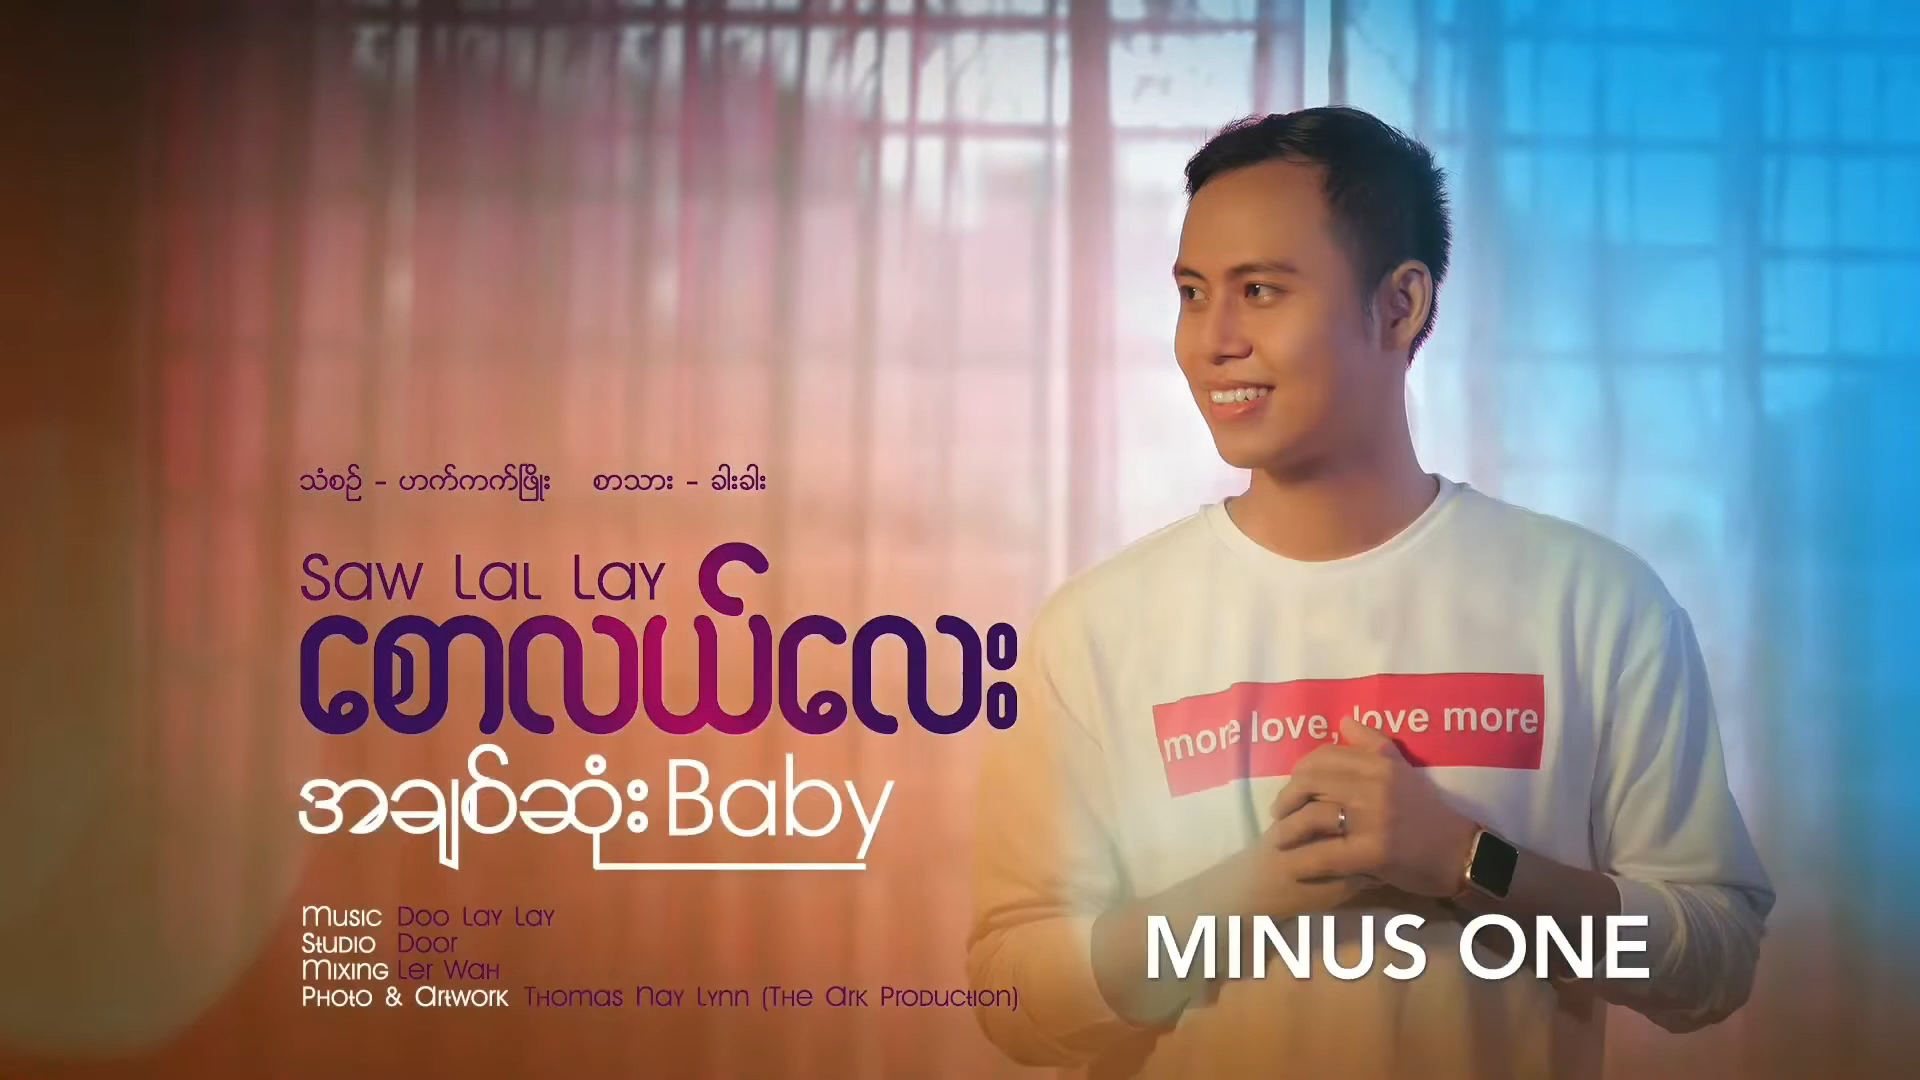 သံစဉ် - ဟက်ကက်ဖြိုး စာသား - ခါးခါး
Saw Lal Lay
စောလယ်လေး
အချစ်ဆုံး Baby
Music Doo Lay Lay
Studio Door
Mixing Ler Wah
Photo & Artwork Thomas Nay Lynn (The Ark Production)
more love, love more
MINUS ONE